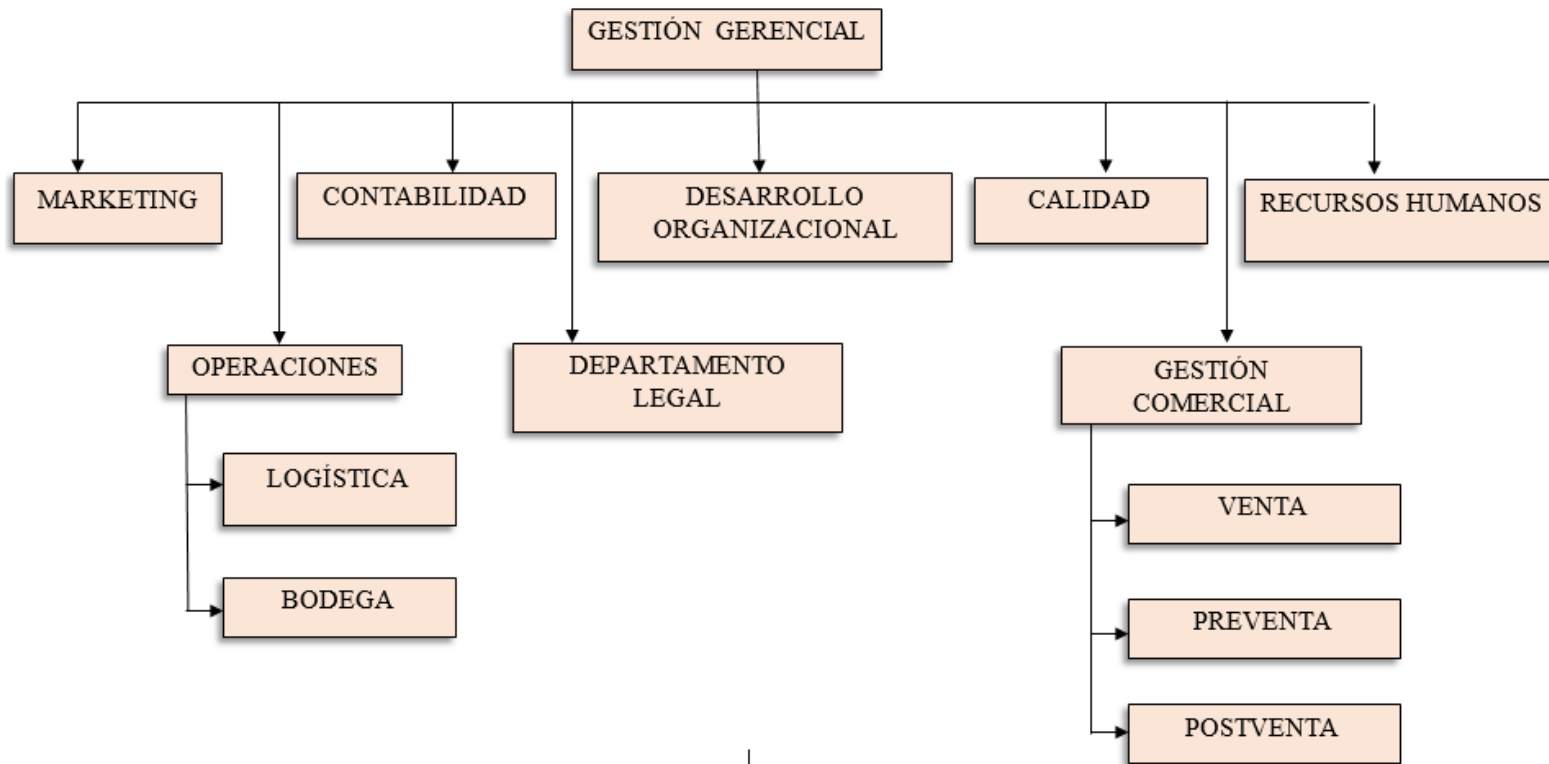 GESTIÓN GERENCIAL
MARKETING
CONTABILIDAD
DESARROLLO
ORGANIZACIONAL
CALIDAD
RECURSOS HUMANOS
OPERACIONES
DEPARTAMENTO
LEGAL
GESTIÓN
COMERCIAL
LOGÍSTICA
BODEGA
VENTA
PREVENTA
POSTVENTA